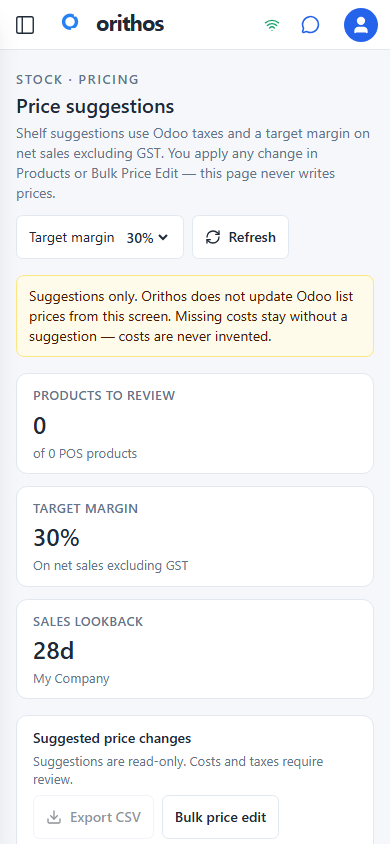 orithos
STOCK · PRICING
Price suggestions
Shelf suggestions use Odoo taxes and a target margin on
net sales excluding GST. You apply any change in
Products or Bulk Price Edit — this page never writes
prices.
Target margin 30%
Refresh
Suggestions only. Orithos does not update Odoo list
prices from this screen. Missing costs stay without a
suggestion — costs are never invented.
PRODUCTS TO REVIEW
0
of 0 POS products
TARGET MARGIN
30%
On net sales excluding GST
SALES LOOKBACK
28d
My Company
Suggested price changes
Suggestions are read-only. Costs and taxes require
review.
Export CSV
Bulk price edit